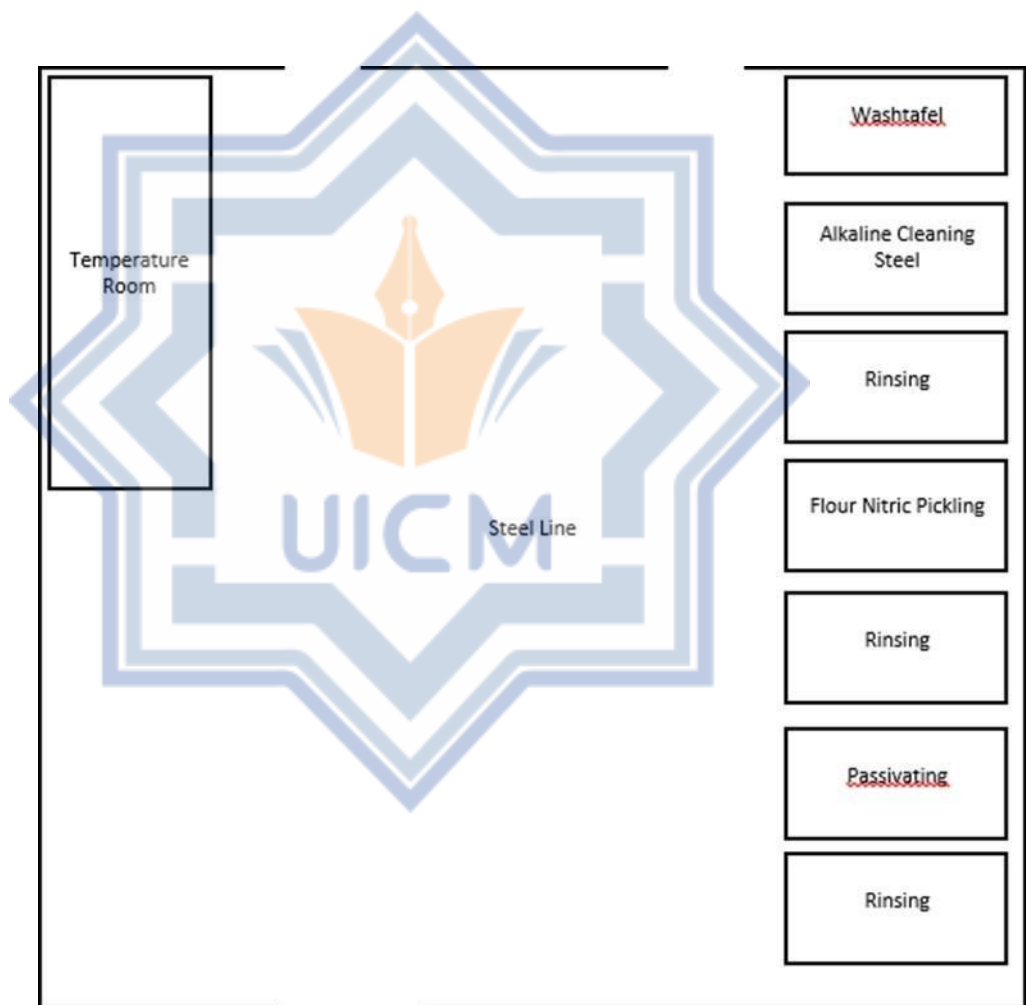 Washtafel
Alkaline Cleaning
Steel
Temperature
Room
Rinsing
Flour Nitric Pickling
Steel Line
UICM
Rinsing
Passivating
Rinsing